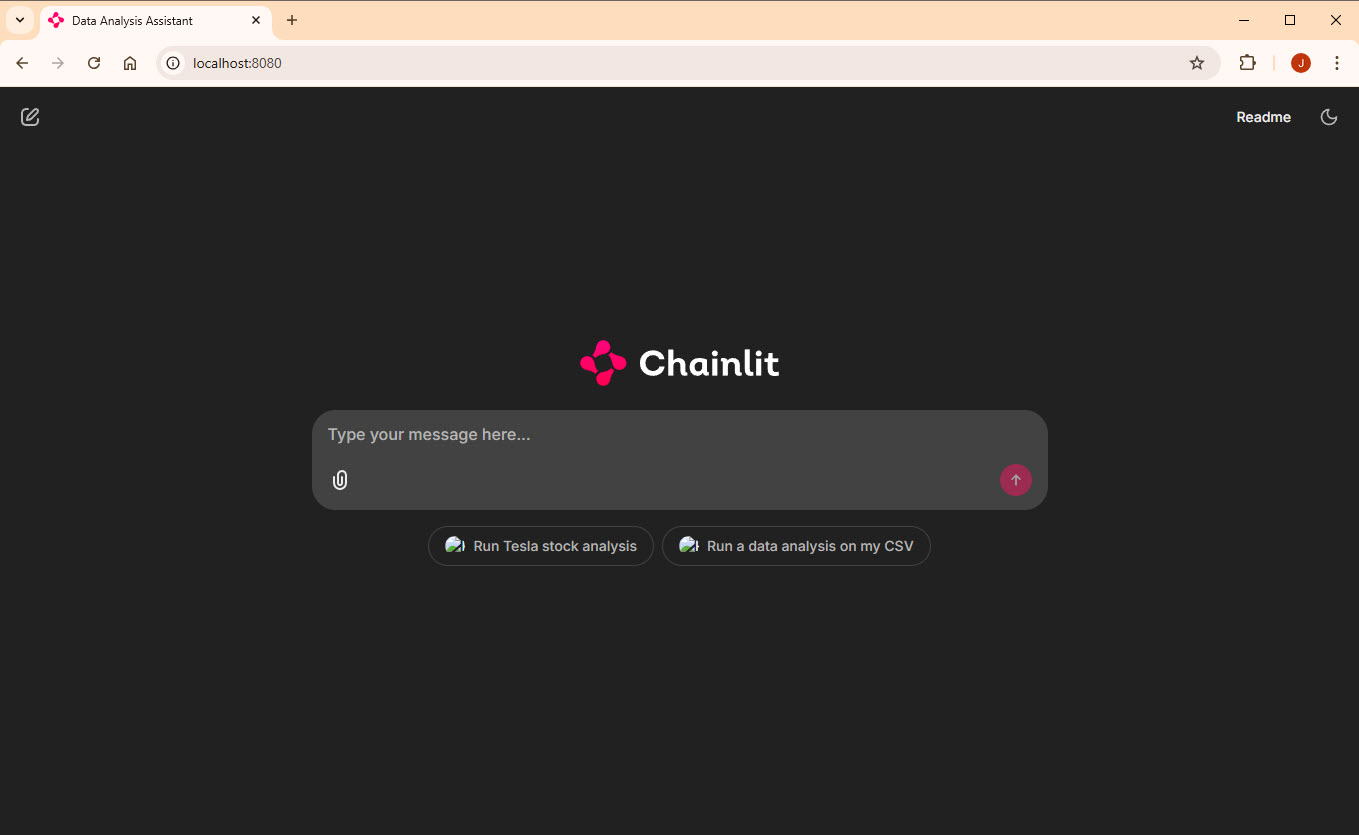 Data Analysis Assistant
localhost:8080
J
Readme
Chainlit
Type your message here...
Run Tesla stock analysis
Run a data analysis on my CSV